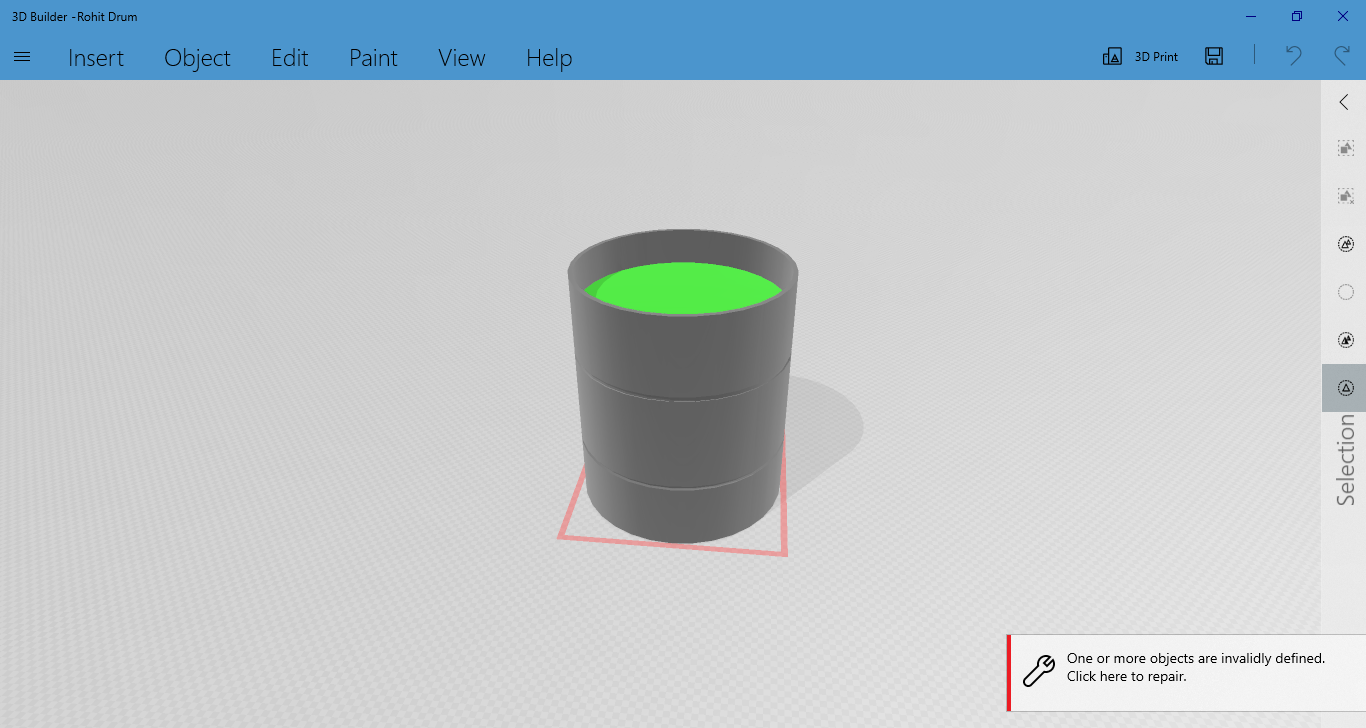 3D Builder -Rohit Drum
Insert Object Edit Paint View Help 3D Print
Selection
One or more objects are invalidly defined.
Click here to repair.